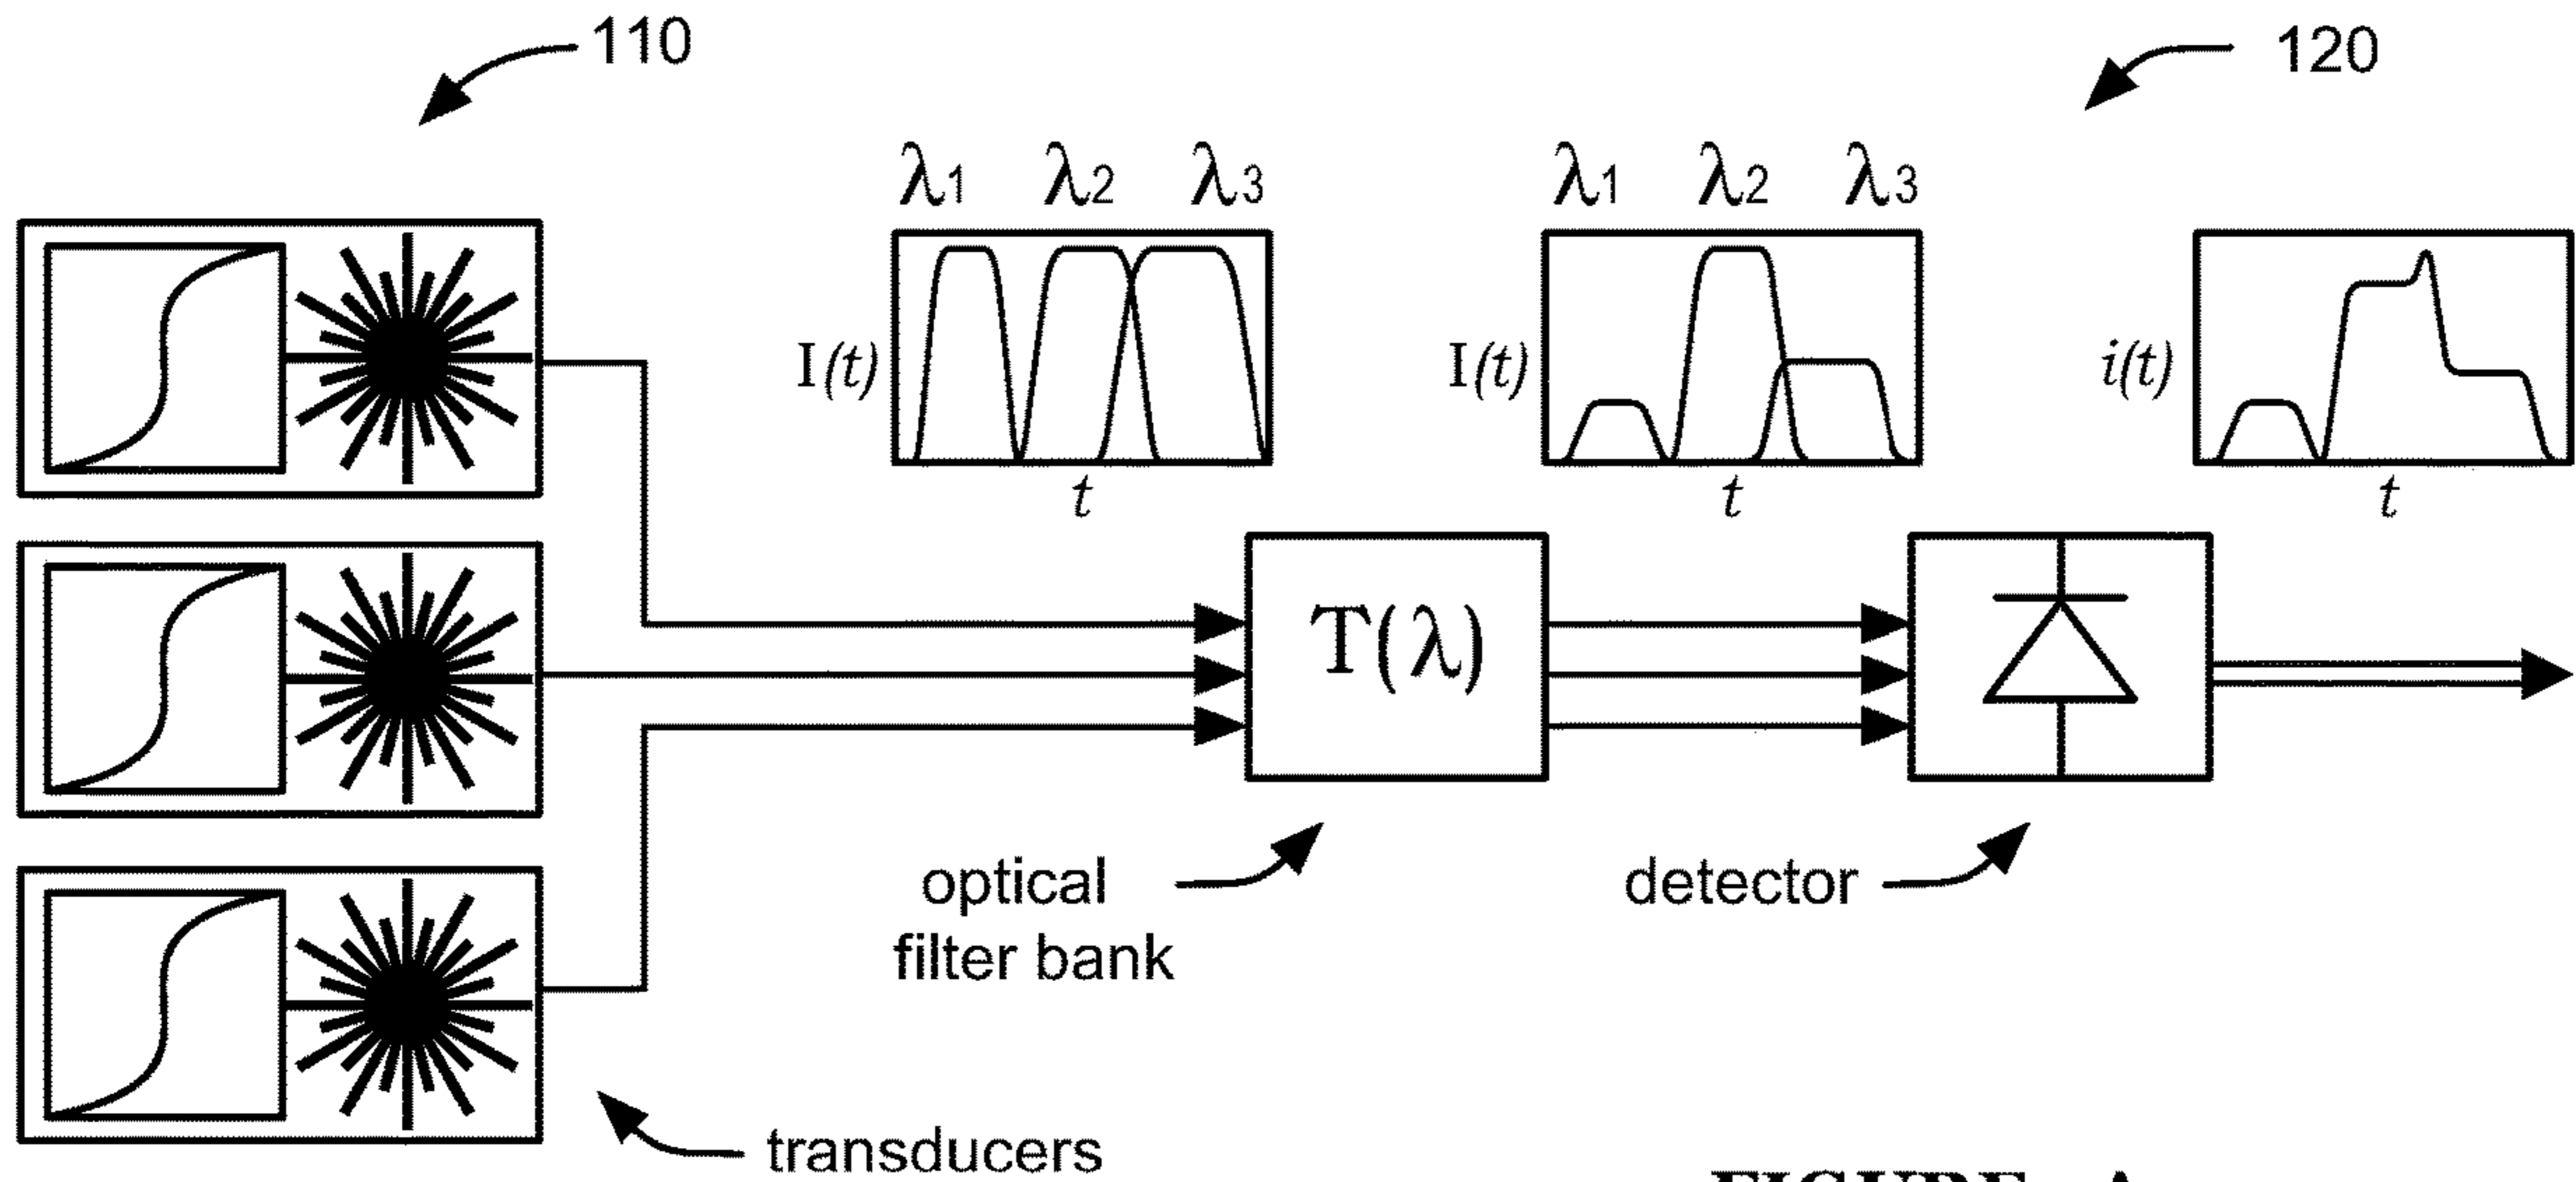 110
120
λ1 λ2 λ3
λ1 λ2 λ3
I(t)
t
I(t)
t
i(t)
t
T(λ)
optical
filter bank
detector
transducers